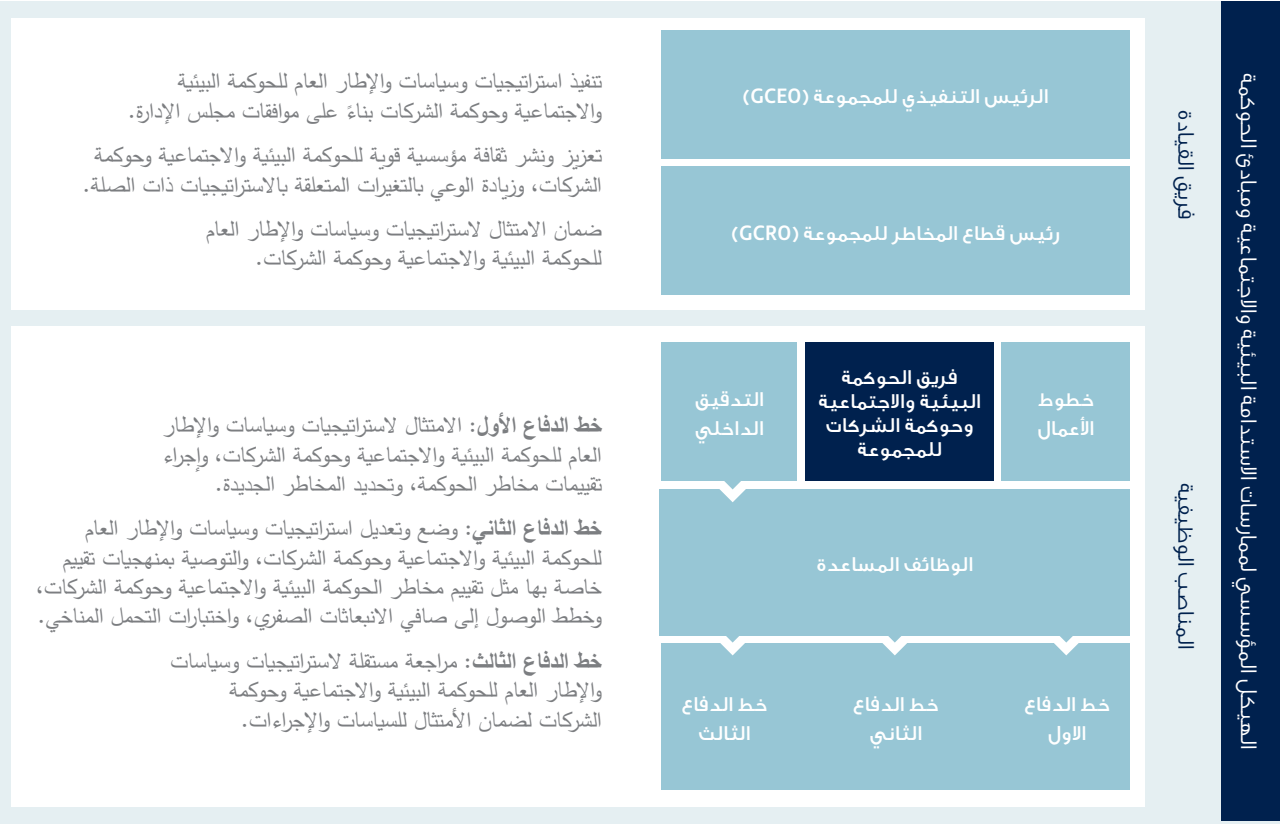 الهيكل المؤسسي لممارسات الاستدامة البيئية والاجتماعية ومبادئ الحوكمة
فريق القيادة
الرئيس التنفيذي للمجموعة (GCEO)
رئيس قطاع المخاطر للمجموعة (GCRO)
تنفيذ استراتيجيات وسياسات والإطار العام للحوكمة البيئية
والاجتماعية وحوكمة الشركات بناءً على موافقات مجلس الإدارة.
تعزيز ونشر ثقافة مؤسسية قوية للحوكمة البيئية والاجتماعية وحوكمة
الشركات، وزيادة الوعي بالتغيرات المتعلقة بالاستراتيجيات ذات الصلة.
ضمان الامتثال لاستراتيجيات وسياسات والإطار العام
للحوكمة البيئية والاجتماعية وحوكمة الشركات.
المناصب الوظيفية
خطوط
الأعمال
فريق الحوكمة
البيئية والاجتماعية
وحوكمة الشركات
للمجموعة
التدقيق
الداخلي
الوظائف المساعدة
خط الدفاع
الاول
خط الدفاع
الثاني
خط الدفاع
الثالث
خط الدفاع الأول: الامتثال لاستراتيجيات وسياسات والإطار
العام للحوكمة البيئية والاجتماعية وحوكمة الشركات، وإجراء
تقييمات مخاطر الحوكمة، وتحديد المخاطر الجديدة.
خط الدفاع الثاني: وضع وتعديل استراتيجيات وسياسات والإطار العام
للحوكمة البيئية والاجتماعية وحوكمة الشركات، والتوصية بمنهجيات تقييم
خاصة بها مثل تقييم مخاطر الحوكمة البيئية والاجتماعية وحوكمة الشركات،
وخطط الوصول إلى صافي الانبعاثات الصفري، واختبارات التحمل المناخي.
خط الدفاع الثالث: مراجعة مستقلة لاستراتيجيات وسياسات
والإطار العام للحوكمة البيئية والاجتماعية وحوكمة
الشركات لضمان الأمتثال للسياسات والإجراءات.